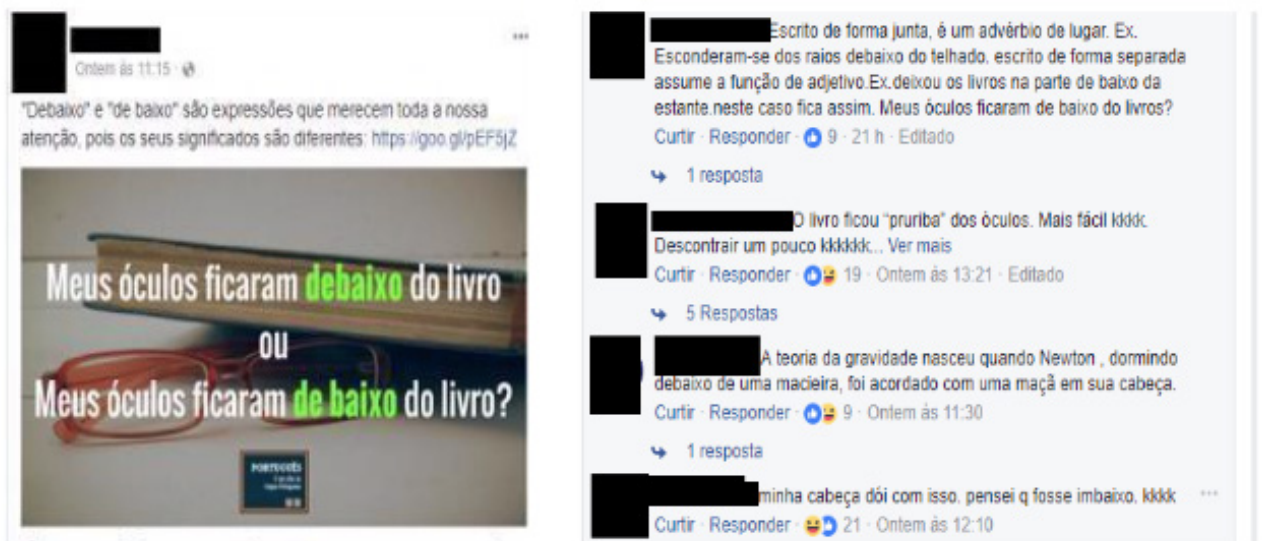 Ontem às 11:15
"Debaixo" e "de baixo" são expressões que merecem toda a nossa
atenção, pois os seus significados são diferentes: https://goo.gl/pEF5jZ
Meus óculos ficaram debaixo do livro
ou
Meus óculos ficaram de baixo do livro?
PORTUGUÊS
Escrito de forma junta, é um advérbio de lugar. Ex.
Esconderam-se dos raios debaixo do telhado. escrito de forma separada
assume a função de adjetivo.Ex.deixou os livros na parte de baixo da
estante.neste caso fica assim. Meus óculos ficaram de baixo do livros?
Curtir · Responder · 9 · 21 h · Editado
1 resposta
O livro ficou "pruriba" dos óculos. Mais fácil kkkk.
Descontrair um pouco kkkkkk... Ver mais
Curtir · Responder · 19 · Ontem às 13:21 · Editado
5 Respostas
A teoria da gravidade nasceu quando Newton , dormindo
debaixo de uma macieira, foi acordado com uma maçã em sua cabeça.
Curtir · Responder · 9 · Ontem às 11:30
1 resposta
minha cabeça dói com isso. pensei q fosse imbaixo. kkkk
Curtir · Responder · 21 · Ontem às 12:10